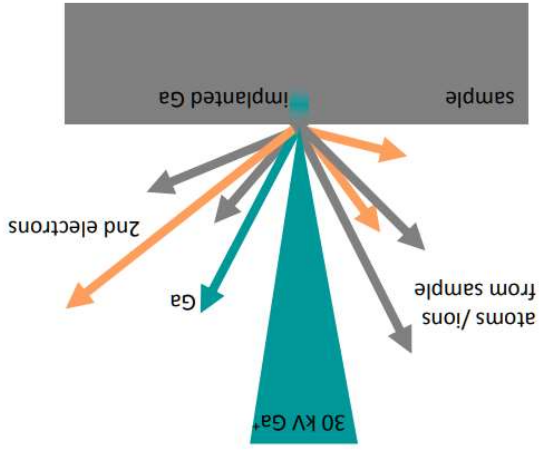 30 kV Ga⁺
atoms /ions
from sample
Ga
2nd electrons
sample
implanted Ga